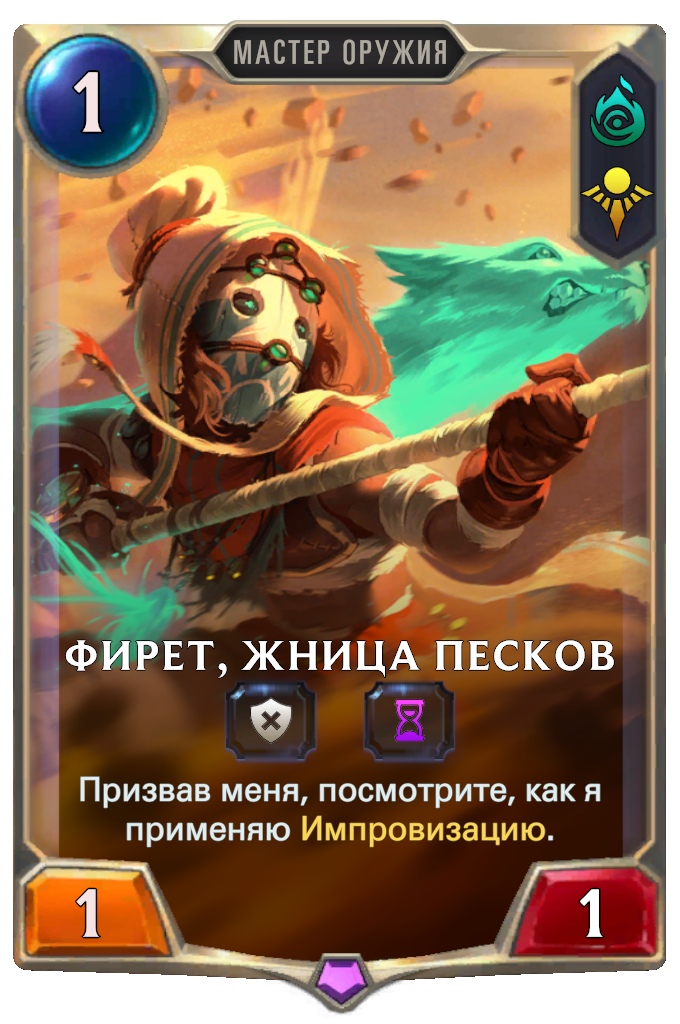 МАСТЕР ОРУЖИЯ
1
ФИРЕТ, ЖНИЦА ПЕСКОВ
Призвав меня, посмотрите, как я
применяю Импровизацию.
1
1